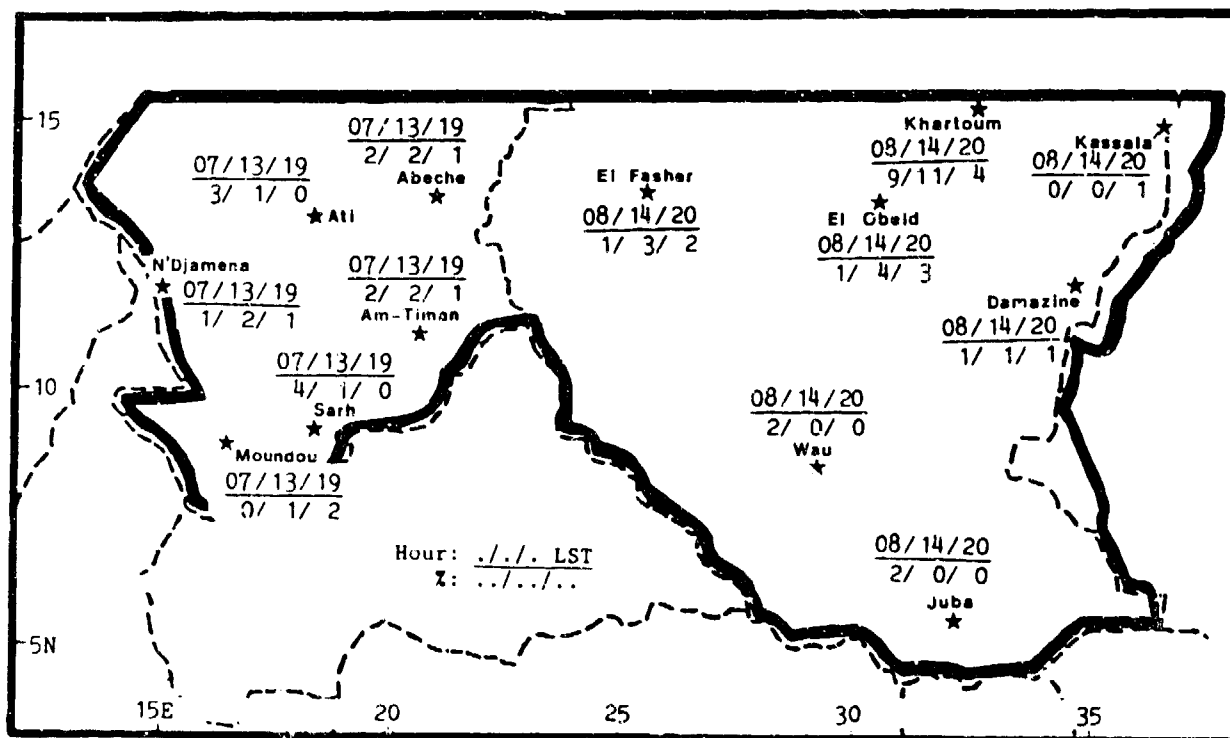 15
07/13/19
2/ 2/ 1
Abeche
07/13/19
3/ 1/ 0
Ati
El Fasher
08/14/20
1/ 3/ 2
Khartoum
08/14/20
9/11/ 4
Kassala
08/14/20
0/ 0/ 1
El Obeid
08/14/20
1/ 4/ 3
N'Djamena
07/13/19
1/ 2/ 1
07/13/19
2/ 2/ 1
Am-Timan
Damazine
08/14/20
1/ 1/ 1
10
07/13/19
4/ 1/ 0
Sarh
08/14/20
2/ 0/ 0
Wau
Moundou
07/13/19
0/ 1/ 2
Hour: ././. LST
%: ../../..
08/14/20
2/ 0/ 0
Juba
5N
15E 20 25 30 35